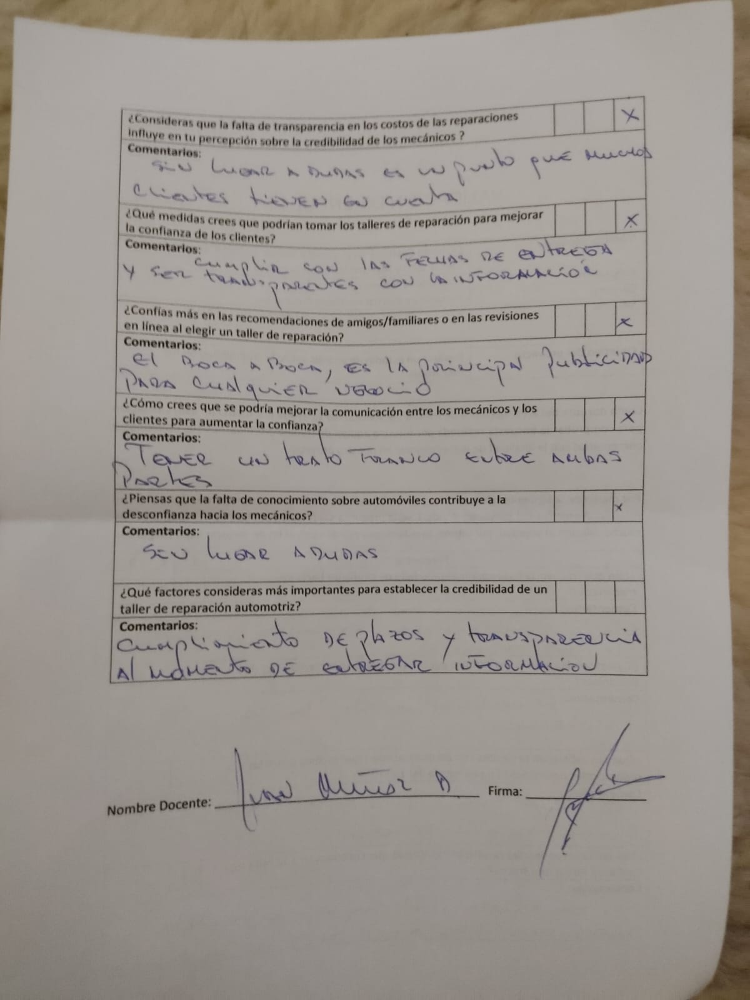 ¿Consideras que la falta de transparencia en los costos de las reparaciones X
influye en tu percepción sobre la credibilidad de los mecánicos ?
Comentarios:
SIN LUGAR A DUDAS ES UN punto que MUCHOS
Clientes tienen en cuenta
¿Qué medidas crees que podrían tomar los talleres de reparación para mejorar X
la confianza de los clientes?
Comentarios:
Cumplir con LAS FECHAS DE ENTREGA
Y SER TRANSPARENTES CON LA INFORMACIÓN
¿Confías más en las recomendaciones de amigos/familiares o en las revisiones X
en línea al elegir un taller de reparación?
Comentarios:
El BOCA A BOCA, ES LA principal publicidad
PARA CUALQUIER NEGOCIO
¿Cómo crees que se podría mejorar la comunicación entre los mecánicos y los X
clientes para aumentar la confianza?
Comentarios:
TENER UN trato FRANCO ENTRE AMBAS
PARTES
¿Piensas que la falta de conocimiento sobre automóviles contribuye a la X
desconfianza hacia los mecánicos?
Comentarios:
SIN LUGAR A DUDAS
¿Qué factores consideras más importantes para establecer la credibilidad de un
taller de reparación automotriz?
Comentarios:
Cumplimiento DE PLAZOS Y TRANSPARENCIA
Al MOMENTO DE ENTREGAR INFORMACION
Nombre Docente: Juan Muñoz A Firma: